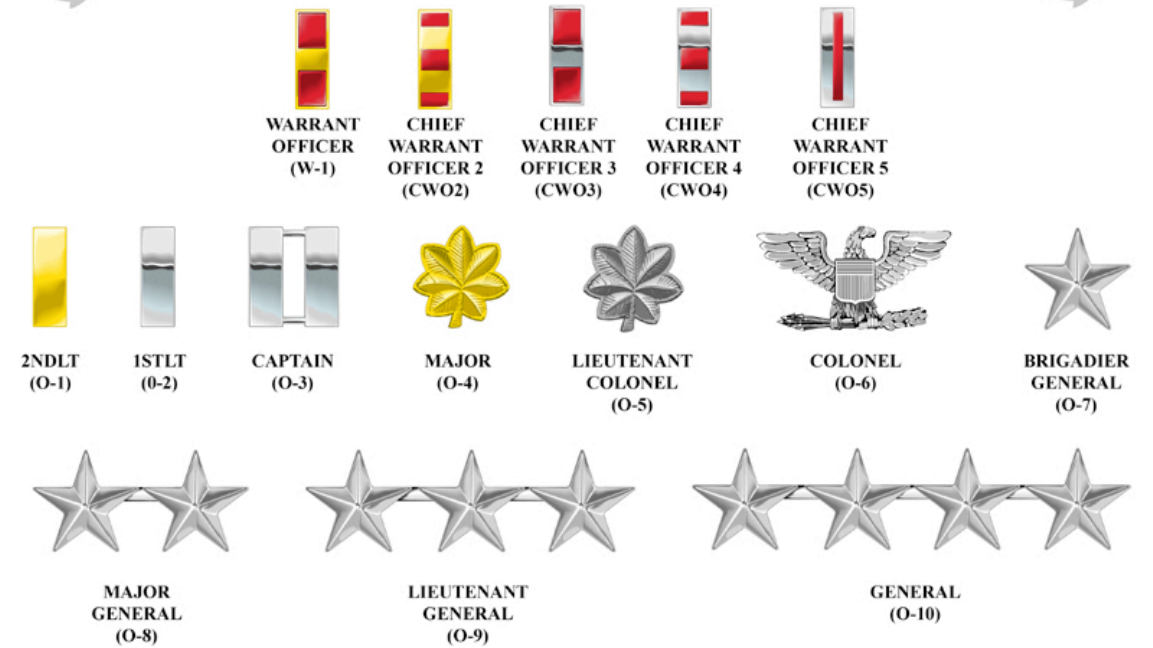 WARRANT
OFFICER
(W-1)
CHIEF
WARRANT
OFFICER 2
(CWO2)
CHIEF
WARRANT
OFFICER 3
(CWO3)
CHIEF
WARRANT
OFFICER 4
(CWO4)
CHIEF
WARRANT
OFFICER 5
(CWO5)
2NDLT
(O-1)
1STLT
(0-2)
CAPTAIN
(O-3)
MAJOR
(O-4)
LIEUTENANT
COLONEL
(O-5)
COLONEL
(O-6)
BRIGADIER
GENERAL
(O-7)
MAJOR
GENERAL
(O-8)
LIEUTENANT
GENERAL
(O-9)
GENERAL
(O-10)